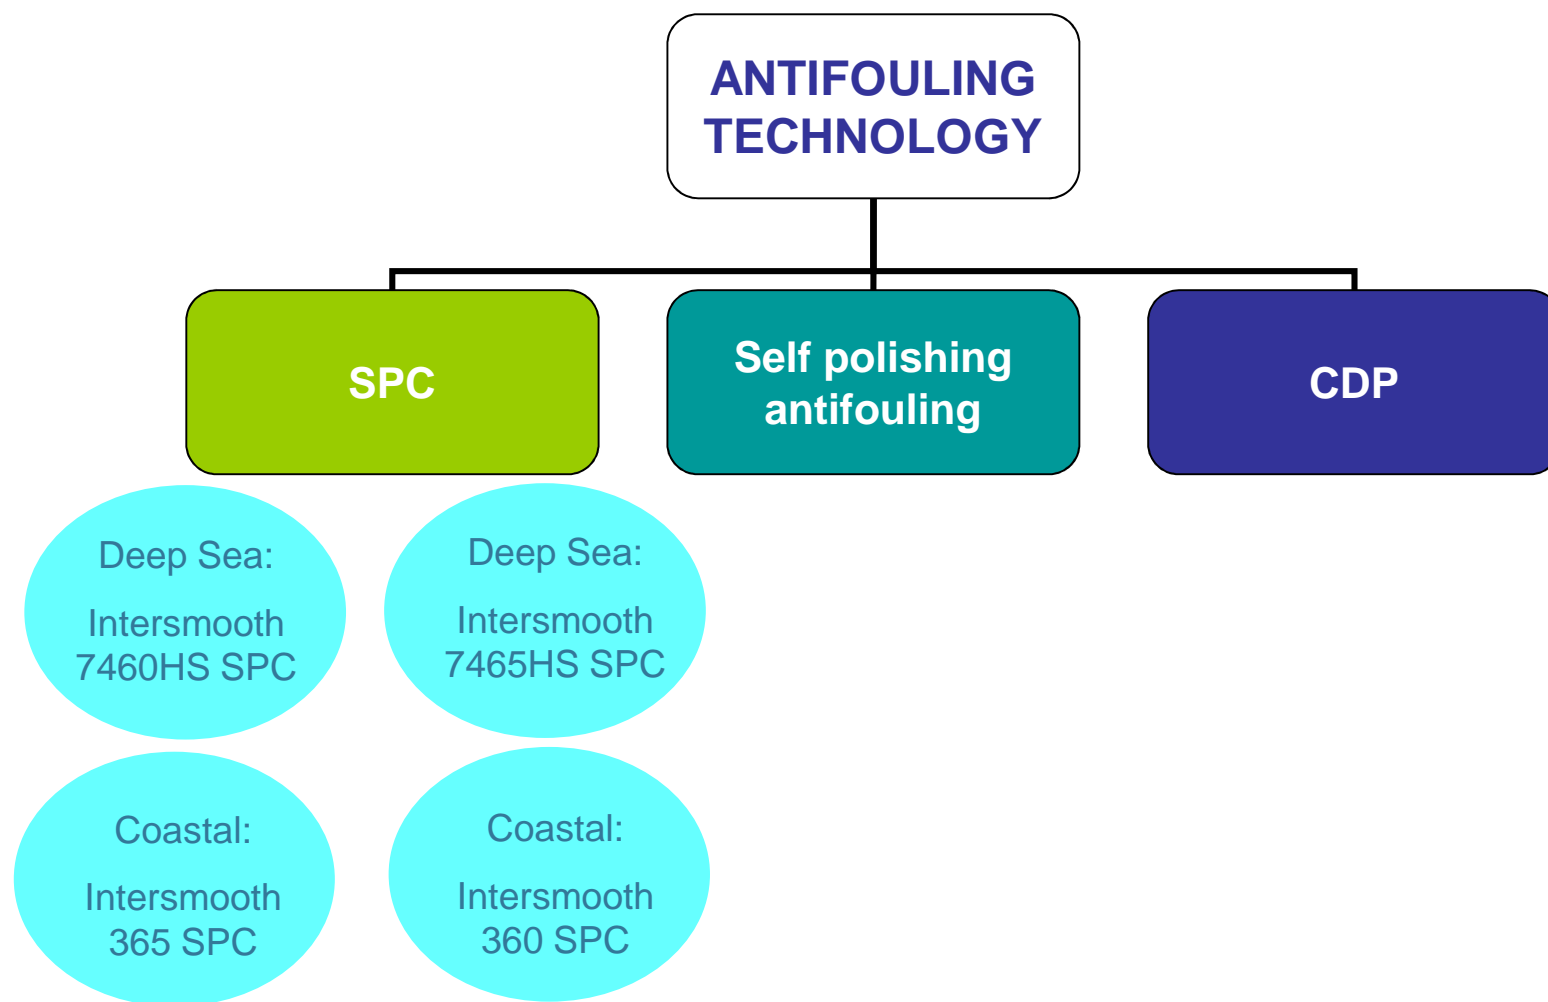 ANTIFOULING
TECHNOLOGY
SPC
Self polishing
antifouling
CDP
Deep Sea:
Intersmooth
7460HS SPC
Deep Sea:
Intersmooth
7465HS SPC
Coastal:
Intersmooth
365 SPC
Coastal:
Intersmooth
360 SPC